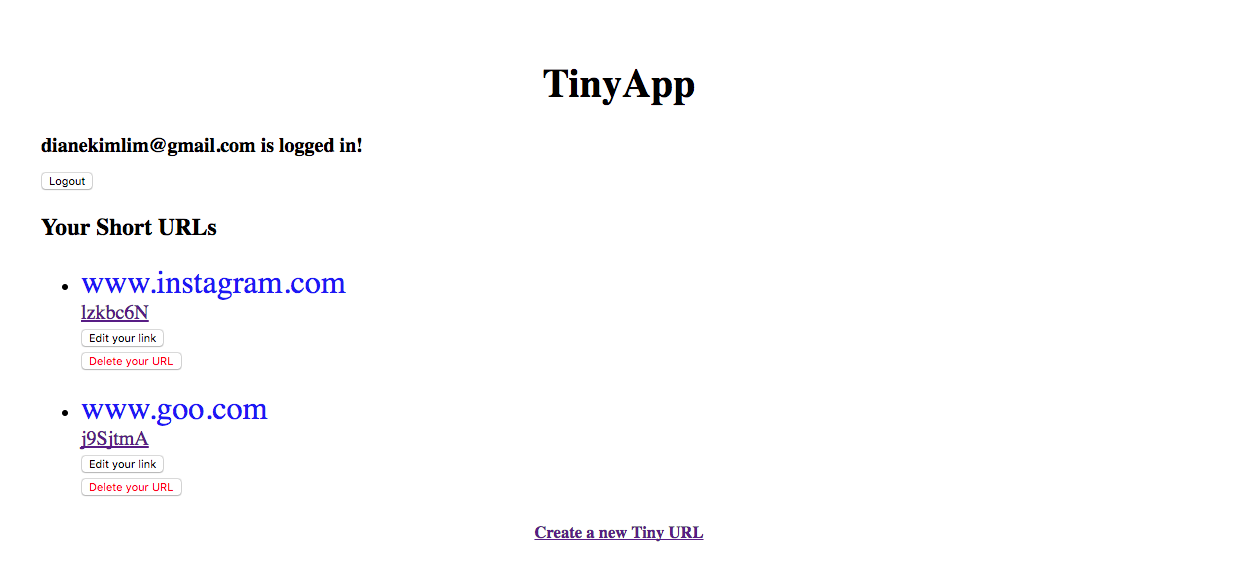 TinyApp
dianekimlim@gmail.com is logged in!
Logout
Your Short URLs
www.instagram.com
lzkbc6N
Edit your link
Delete your URL
www.goo.com
j9SjtmA
Edit your link
Delete your URL
Create a new Tiny URL